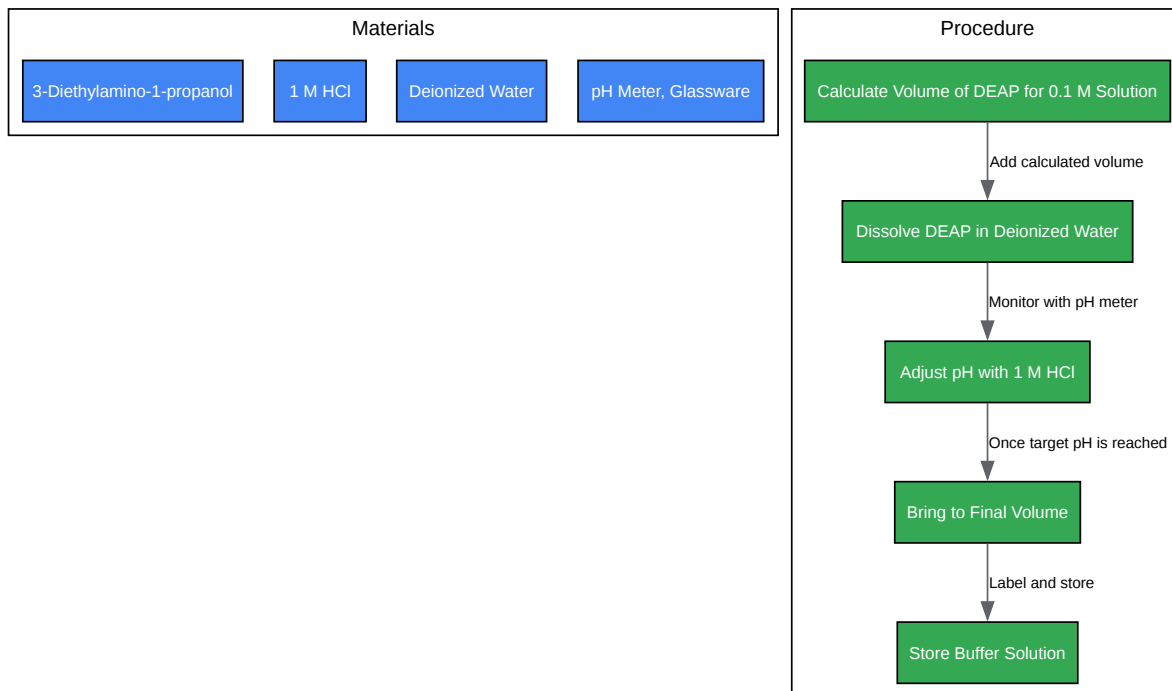 Materials
3-Diethylamino-1-propanol
1 M HCl
Deionized Water
pH Meter, Glassware
Procedure
Calculate Volume of DEAP for 0.1 M Solution
Add calculated volume
Dissolve DEAP in Deionized Water
Monitor with pH meter
Adjust pH with 1 M HCl
Once target pH is reached
Bring to Final Volume
Label and store
Store Buffer Solution